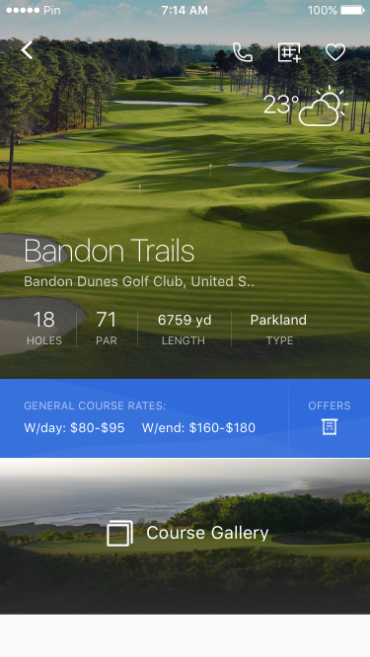 Pin 7:14 AM 100%
23°
Bandon Trails
Bandon Dunes Golf Club, United S..
18 71 6759 yd Parkland
HOLES PAR LENGTH TYPE
GENERAL COURSE RATES: OFFERS
W/day: $80-$95 W/end: $160-$180
Course Gallery